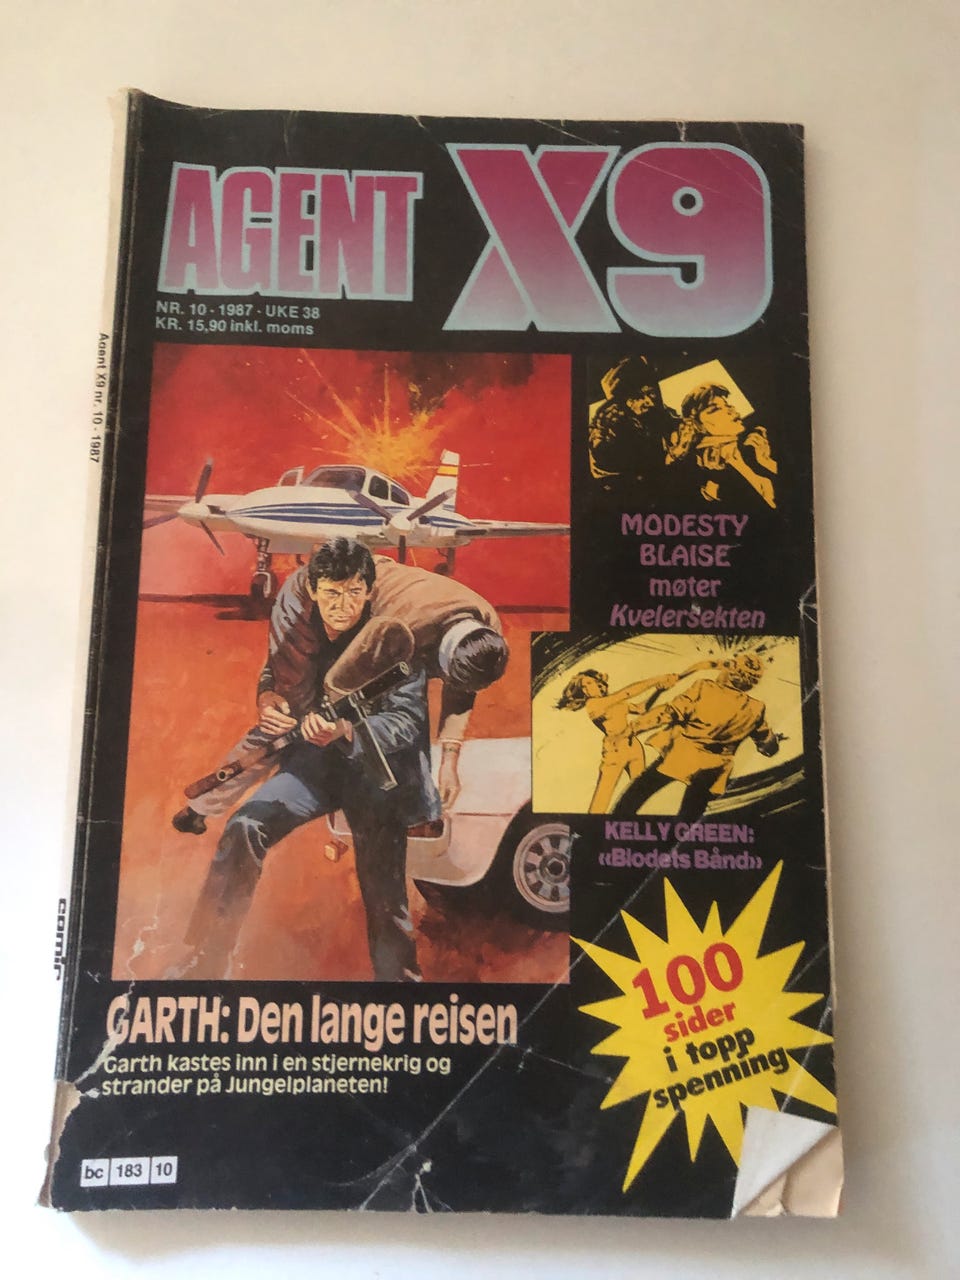 AGENT X9
NR. 10 - 1987 - UKE 38
KR. 15,90 inkl. moms
Agent X9 nr. 10 - 1987
MODESTY
BLAISE
møter
Kvelersekten
KELLY GREEN:
«Blodets Bånd»
100
sider
i topp
spenning
GARTH: Den lange reisen
Garth kastes inn i en stjernekrig og
strander på Jungelplaneten!
comic
bc 183 10